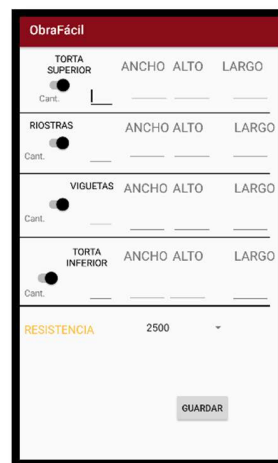 ObraFácil
TORTA
SUPERIOR
ANCHO ALTO LARGO
Cant.
RIOSTRAS ANCHO ALTO LARGO
Cant.
VIGUETAS ANCHO ALTO LARGO
Cant.
TORTA
INFERIOR
ANCHO ALTO LARGO
Cant.
RESISTENCIA 2500
GUARDAR